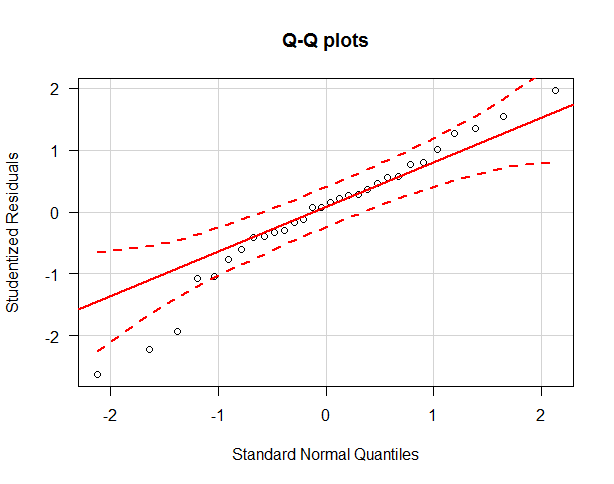 Q-Q plots
Studentized Residuals
2
1
0
-1
-2
-2 -1 0 1 2
Standard Normal Quantiles